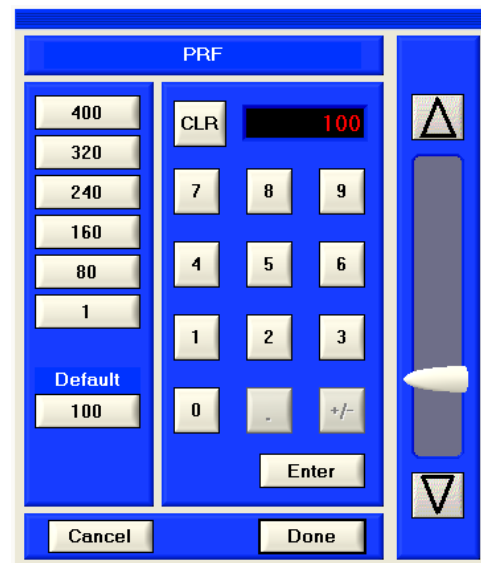 PRF
400
320
240
160
80
1
Default
100
CLR 100
7 8 9
4 5 6
1 2 3
0 . +/-
Enter
Cancel Done